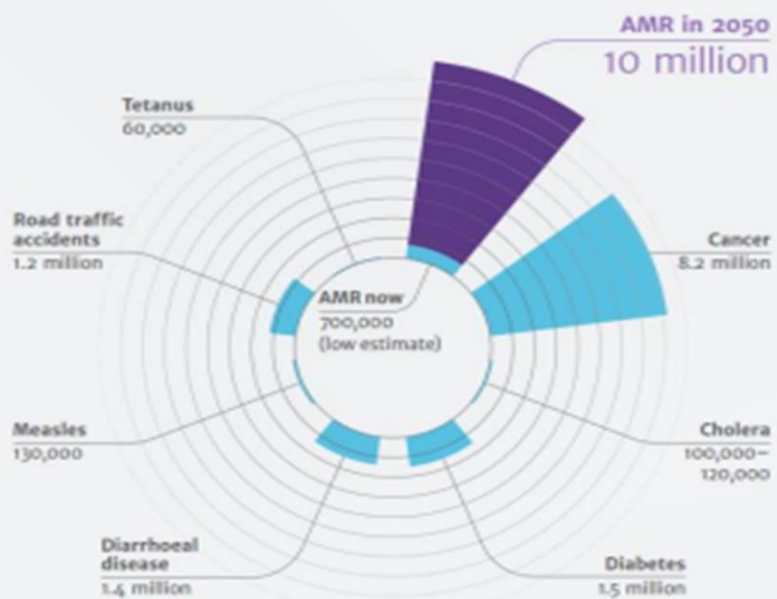 AMR in 2050
10 million
Tetanus
60,000
Road traffic
accidents
1.2 million
Cancer
8.2 million
AMR now
700,000
(low estimate)
Measles
130,000
Cholera
100,000–
120,000
Diarrhoeal
disease
1.4 million
Diabetes
1.5 million